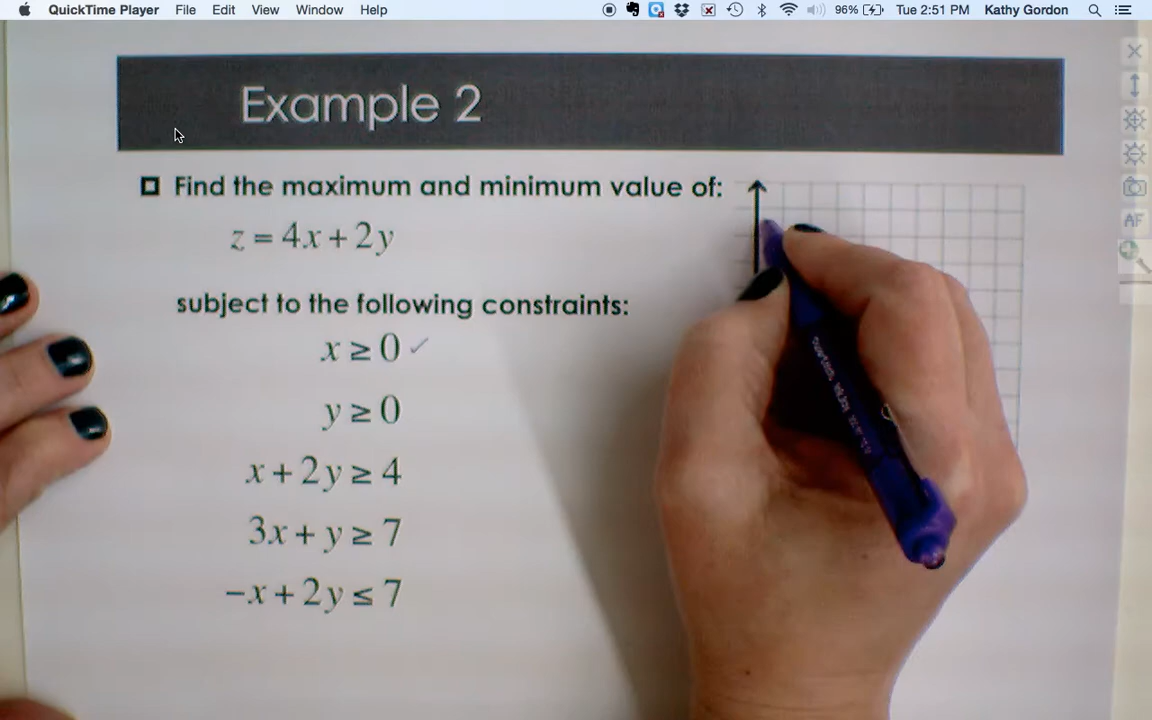 QuickTime Player File Edit View Window Help 96% Tue 2:51 PM Kathy Gordon
Example 2
Find the maximum and minimum value of:
z = 4x + 2y
subject to the following constraints:
x ≥ 0 ✓
y ≥ 0
x + 2y ≥ 4
3x + y ≥ 7
−x + 2y ≤ 7
AF